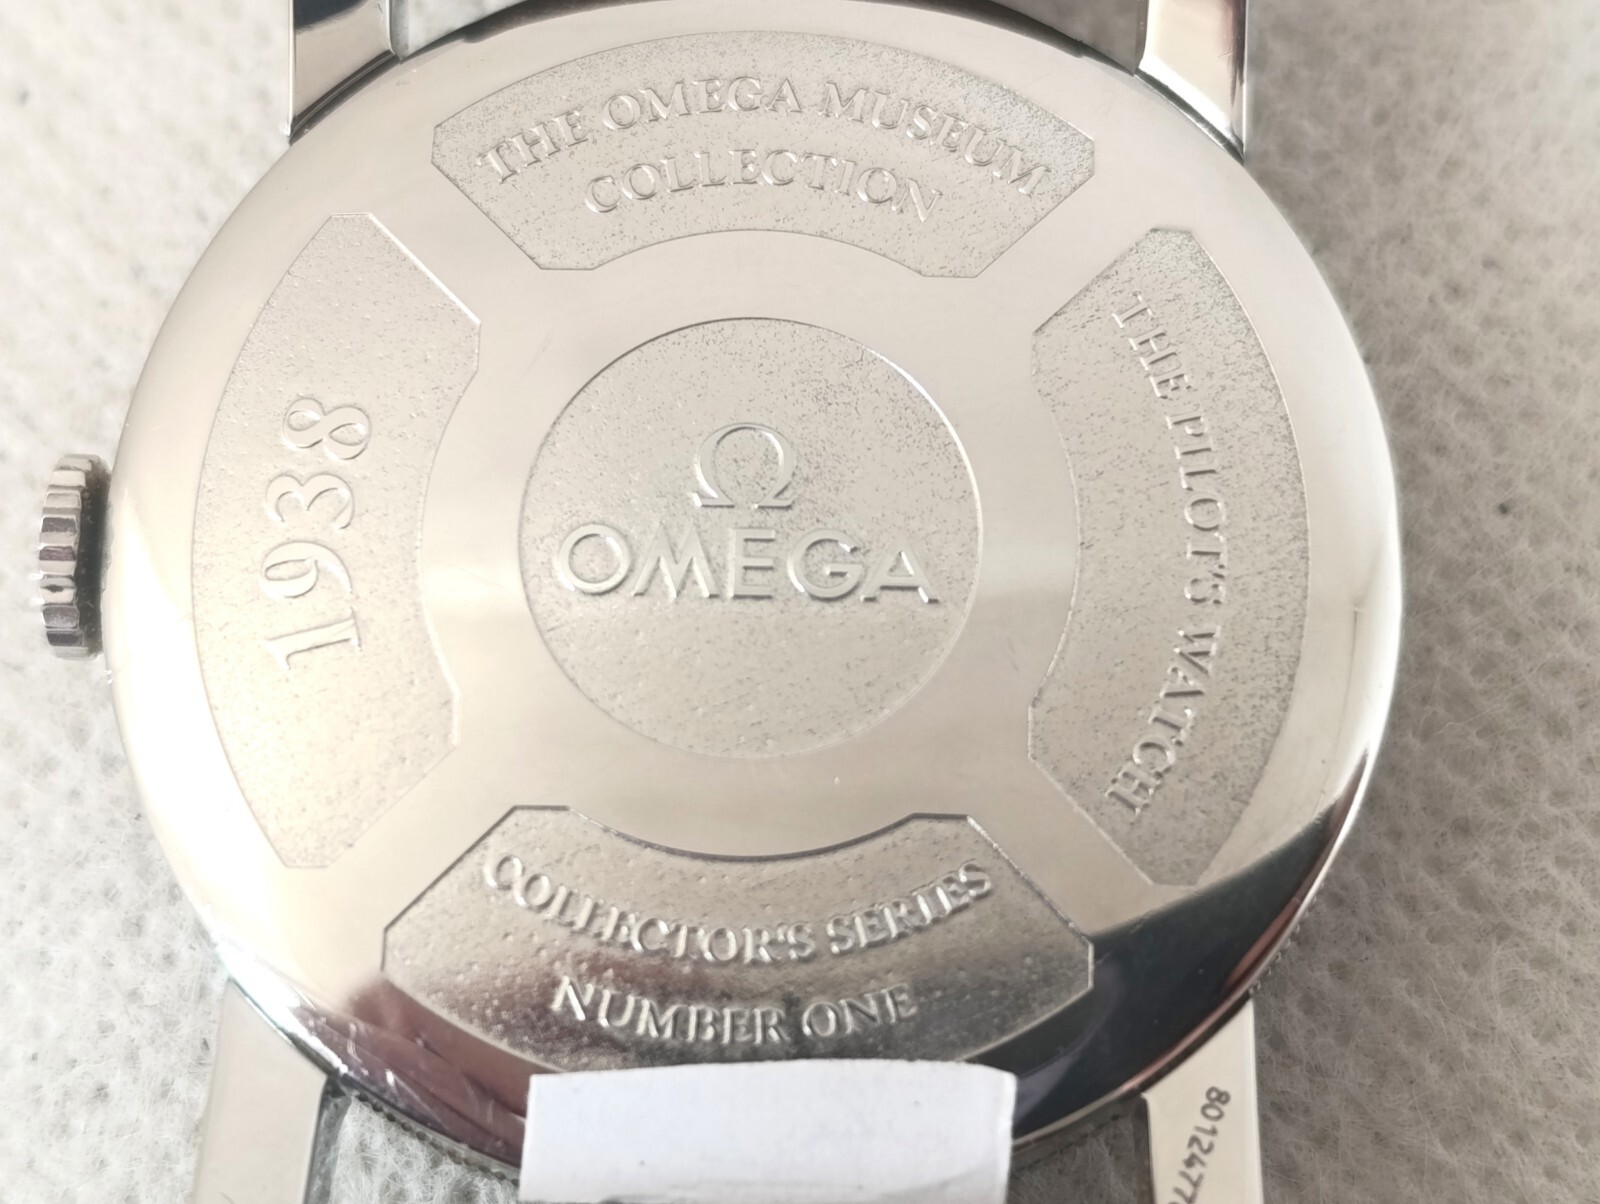 THE OMEGA MUSEUM
COLLECTION
THE PILOT'S WATCH
1938
Ω
OMEGA
COLLECTOR'S SERIES
NUMBER ONE